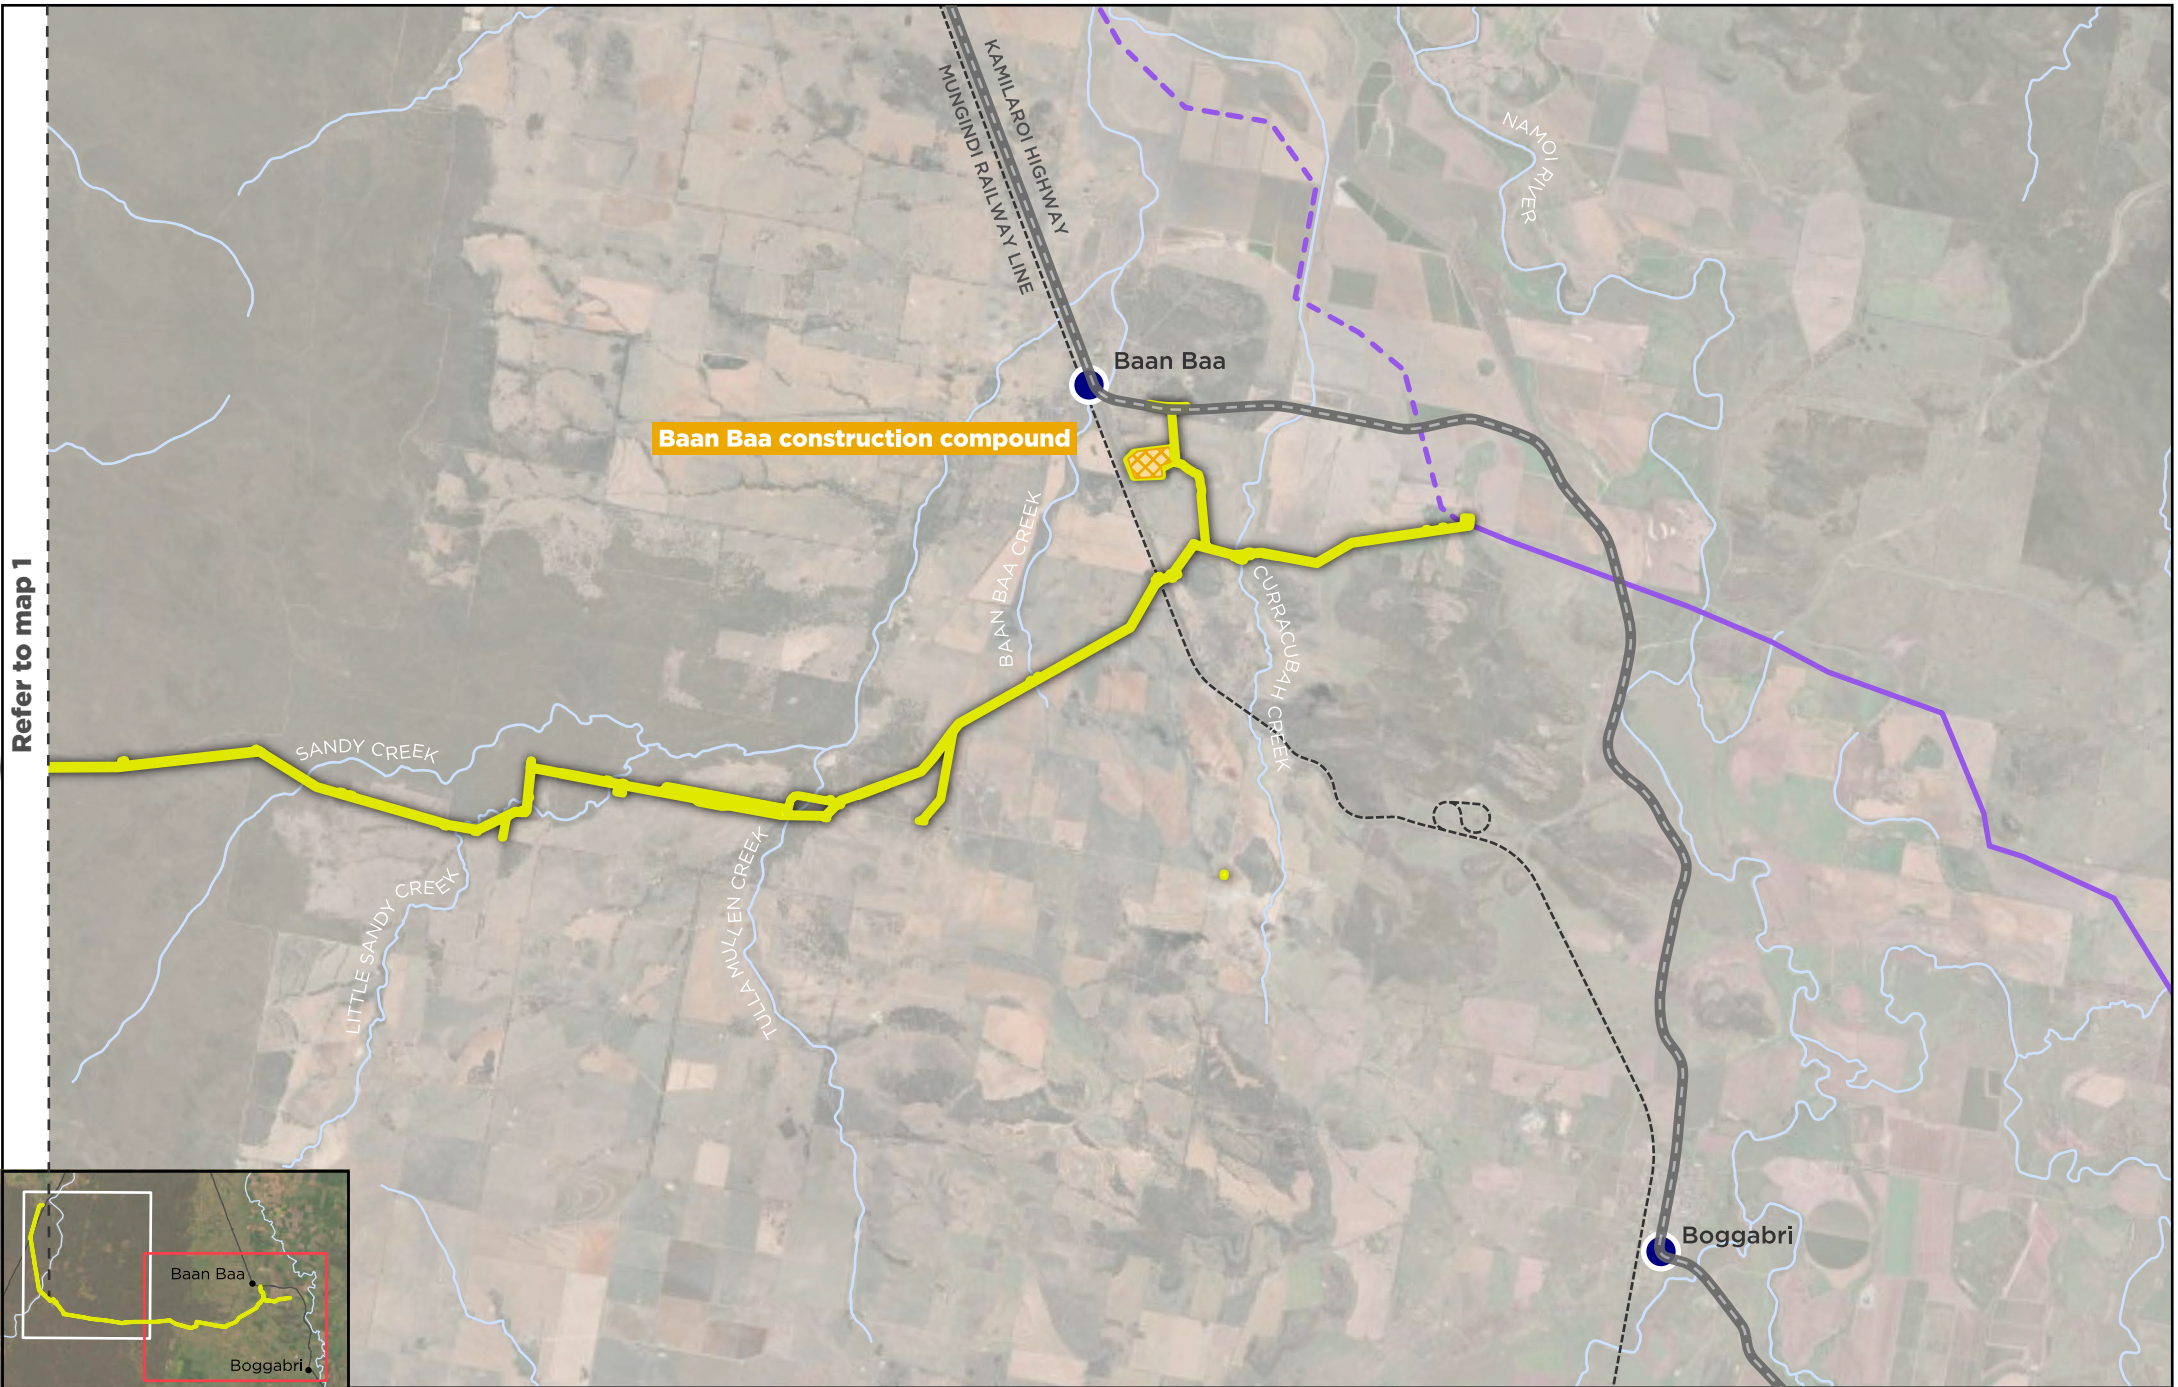 KAMILAROI HIGHWAY
MUNGINDI RAILWAY LINE
NAMOI RIVER
Baan Baa
Baan Baa construction compound
BAAN BAA CREEK
CURRACUBAH CREEK
Refer to map 1
SANDY CREEK
LITTLE SANDY CREEK
TULLA MULLEN CREEK
Boggabri
Baan Baa
Boggabri